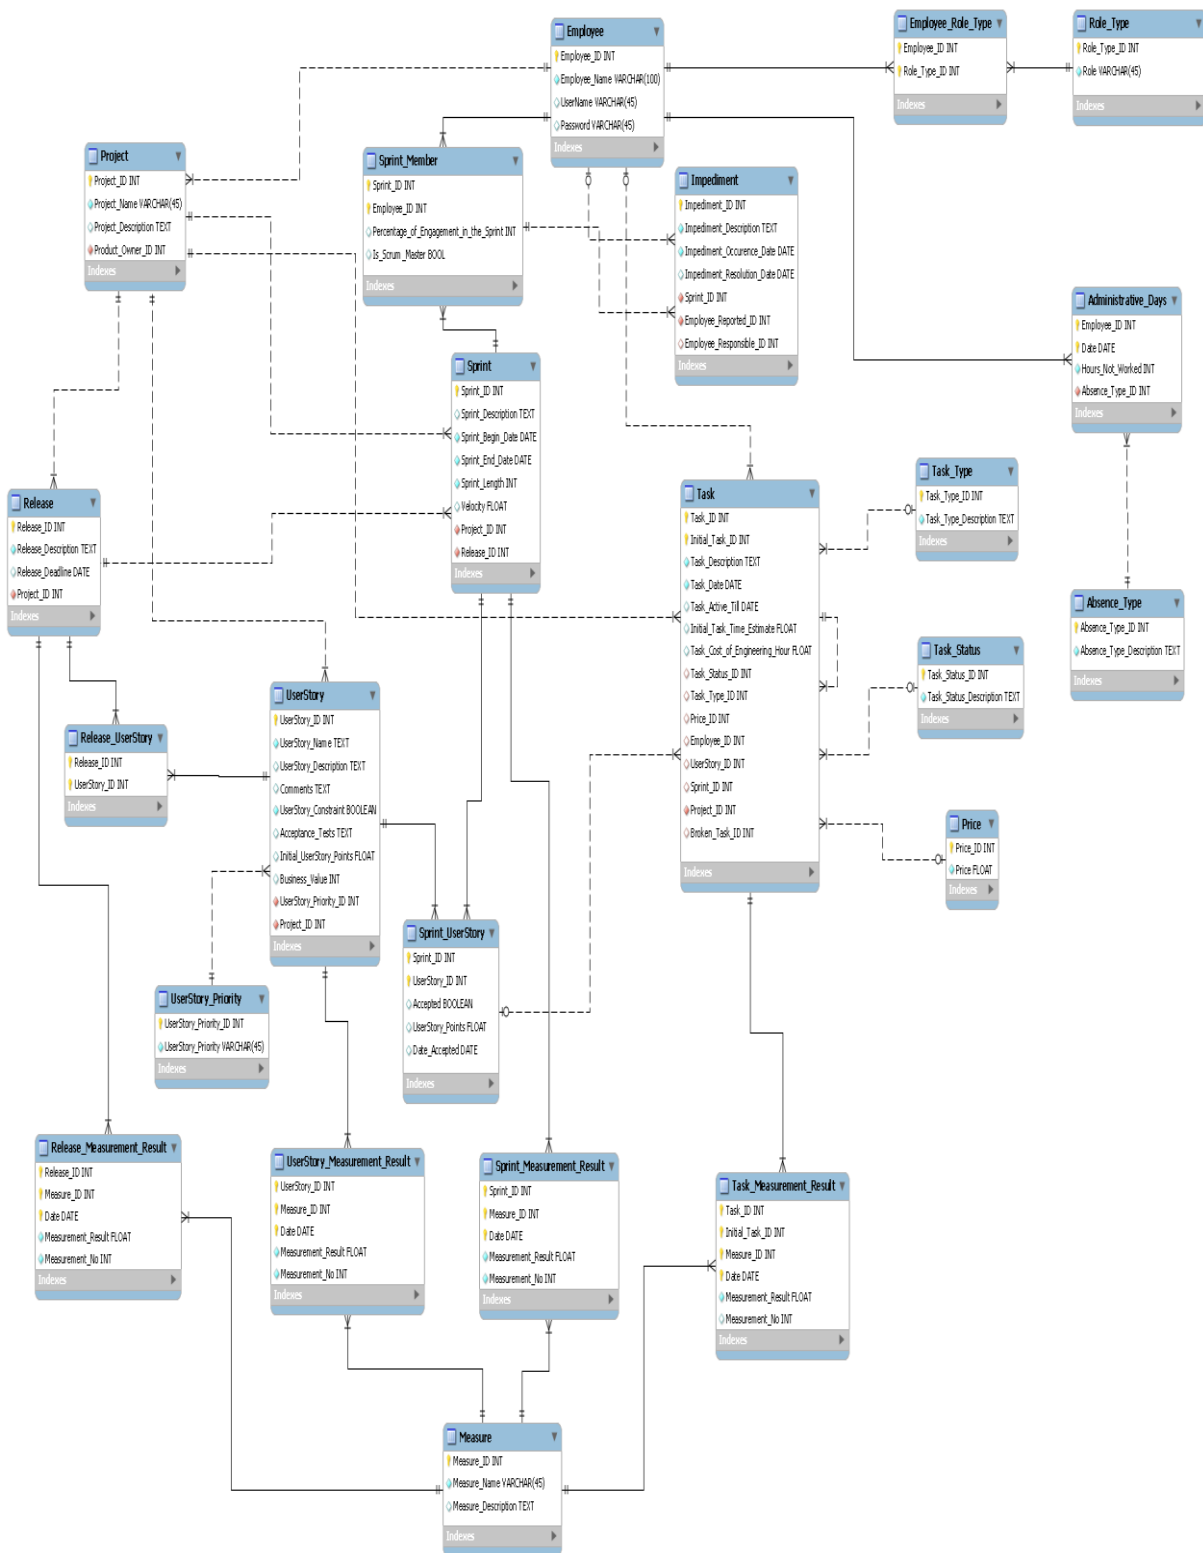 Employee
Employee_ID INT
Employee_Name VARCHAR(100)
UserName VARCHAR(45)
Password VARCHAR(45)
Indexes
Employee_Role_Type
Employee_ID INT
Role_Type_ID INT
Indexes
Role_Type
Role_Type_ID INT
Role VARCHAR(45)
Indexes
Project
Project_ID INT
Project_Name VARCHAR(45)
Project_Description TEXT
Product_Owner_ID INT
Indexes
Sprint_Member
Sprint_ID INT
Employee_ID INT
Percentage_of_Engagement_in_the_Sprint INT
Is_Scrum_Master BOOL
Indexes
Impediment
Impediment_ID INT
Impediment_Description TEXT
Impediment_Occurence_Date DATE
Impediment_Resolution_Date DATE
Sprint_ID INT
Employee_Reported_ID INT
Employee_Responsible_ID INT
Indexes
Administrative_Days
Employee_ID INT
Date DATE
Hours_Not_Worked INT
Absence_Type_ID INT
Indexes
Sprint
Sprint_ID INT
Sprint_Description TEXT
Sprint_Begin_Date DATE
Sprint_End_Date DATE
Sprint_Length INT
Velocity FLOAT
Project_ID INT
Release_ID INT
Indexes
Release
Release_ID INT
Release_Description TEXT
Release_Deadline DATE
Project_ID INT
Indexes
Task
Task_ID INT
Initial_Task_ID INT
Task_Description TEXT
Task_Date DATE
Task_Active_Till DATE
Initial_Task_Time_Estimate FLOAT
Task_Cost_of_Engineering_Hour FLOAT
Task_Status_ID INT
Task_Type_ID INT
Price_ID INT
Employee_ID INT
UserStory_ID INT
Sprint_ID INT
Project_ID INT
Broken_Task_ID INT
Indexes
Task_Type
Task_Type_ID INT
Task_Type_Description TEXT
Indexes
Absence_Type
Absence_Type_ID INT
Absence_Type_Description TEXT
Indexes
Task_Status
Task_Status_ID INT
Task_Status_Description TEXT
Indexes
Price
Price_ID INT
Price FLOAT
Indexes
UserStory
UserStory_ID INT
UserStory_Name TEXT
UserStory_Description TEXT
Comments TEXT
UserStory_Constraint BOOLEAN
Acceptance_Tests TEXT
Initial_UserStory_Points FLOAT
Business_Value INT
UserStory_Priority_ID INT
Project_ID INT
Indexes
Release_UserStory
Release_ID INT
UserStory_ID INT
Indexes
Sprint_UserStory
Sprint_ID INT
UserStory_ID INT
Accepted BOOLEAN
UserStory_Points FLOAT
Date_Accepted DATE
Indexes
UserStory_Priority
UserStory_Priority_ID INT
UserStory_Priority VARCHAR(45)
Indexes
Release_Measurement_Result
Release_ID INT
Measure_ID INT
Date DATE
Measurement_Result FLOAT
Measurement_No INT
Indexes
UserStory_Measurement_Result
UserStory_ID INT
Measure_ID INT
Date DATE
Measurement_Result FLOAT
Measurement_No INT
Indexes
Sprint_Measurement_Result
Sprint_ID INT
Measure_ID INT
Date DATE
Measurement_Result FLOAT
Measurement_No INT
Indexes
Task_Measurement_Result
Task_ID INT
Initial_Task_ID INT
Measure_ID INT
Date DATE
Measurement_Result FLOAT
Measurement_No INT
Indexes
Measure
Measure_ID INT
Measure_Name VARCHAR(45)
Measure_Description TEXT
Indexes